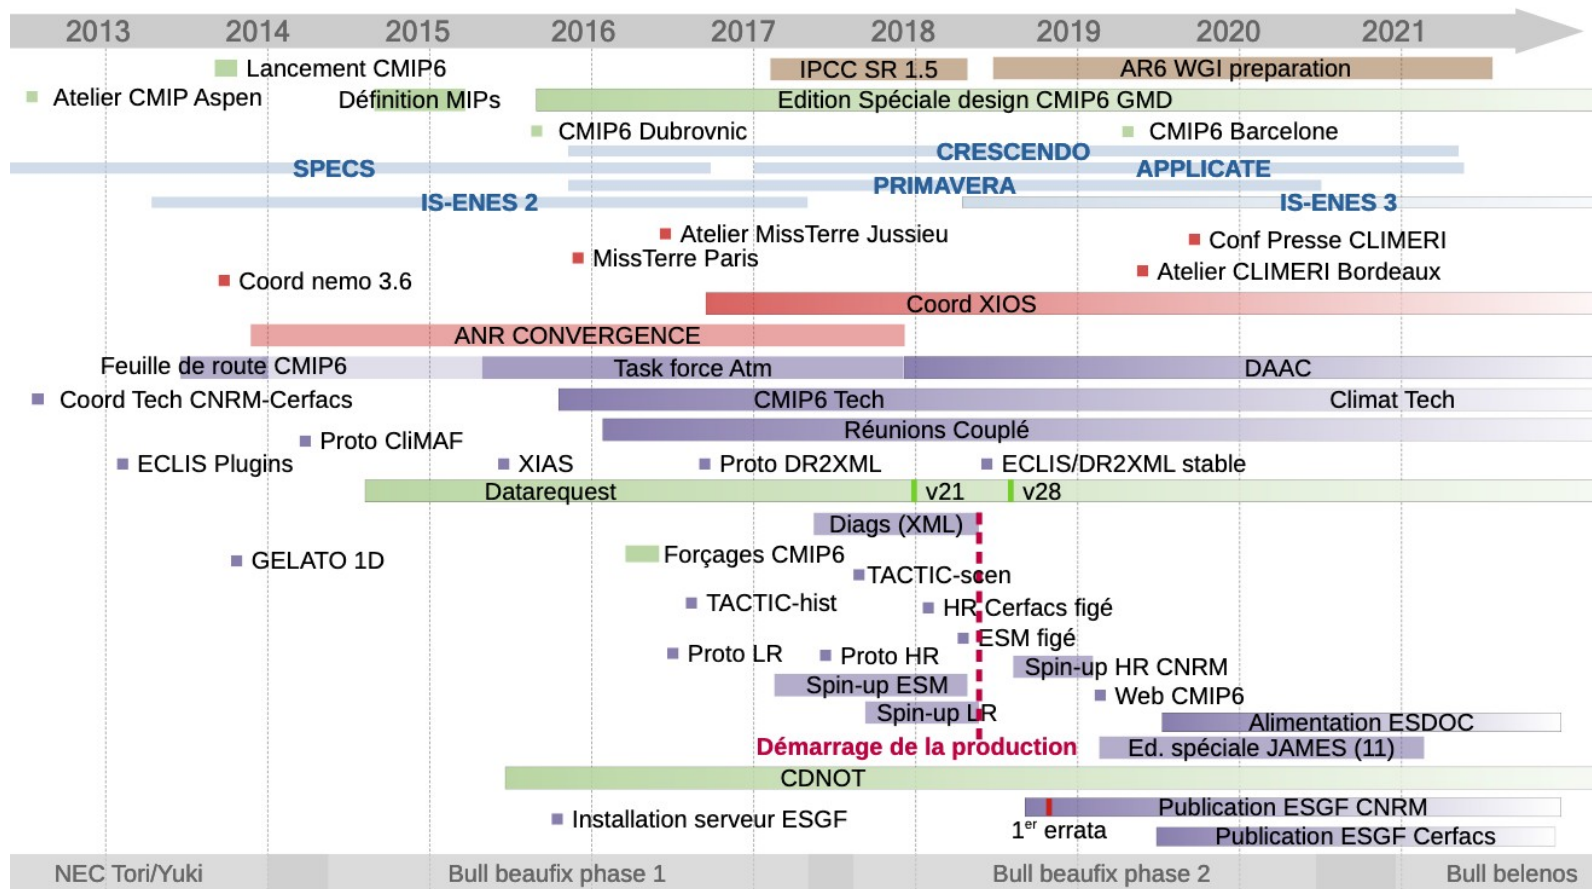 2013 2014 2015 2016 2017 2018 2019 2020 2021
Lancement CMIP6
IPCC SR 1.5
AR6 WGI preparation
Atelier CMIP Aspen
Définition MIPs
Edition Spéciale design CMIP6 GMD
CMIP6 Dubrovnic
CMIP6 Barcelone
CRESCENDO
SPECS
APPLICATE
PRIMAVERA
IS-ENES 2
IS-ENES 3
Atelier MissTerre Jussieu
Conf Presse CLIMERI
MissTerre Paris
Atelier CLIMERI Bordeaux
Coord nemo 3.6
Coord XIOS
ANR CONVERGENCE
Feuille de route CMIP6
Task force Atm
DAAC
Coord Tech CNRM-Cerfacs
CMIP6 Tech
Climat Tech
Réunions Couplé
Proto CliMAF
ECLIS Plugins
XIAS
Proto DR2XML
ECLIS/DR2XML stable
Datarequest
v21
v28
Diags (XML)
GELATO 1D
Forçages CMIP6
TACTIC-scen
TACTIC-hist
HR Cerfacs figé
ESM figé
Proto LR
Proto HR
Spin-up HR CNRM
Spin-up ESM
Web CMIP6
Spin-up LR
Alimentation ESDOC
Démarrage de la production
Ed. spéciale JAMES (11)
CDNOT
Publication ESGF CNRM
Installation serveur ESGF
1er errata
Publication ESGF Cerfacs
NEC Tori/Yuki
Bull beaufix phase 1
Bull beaufix phase 2
Bull belenos